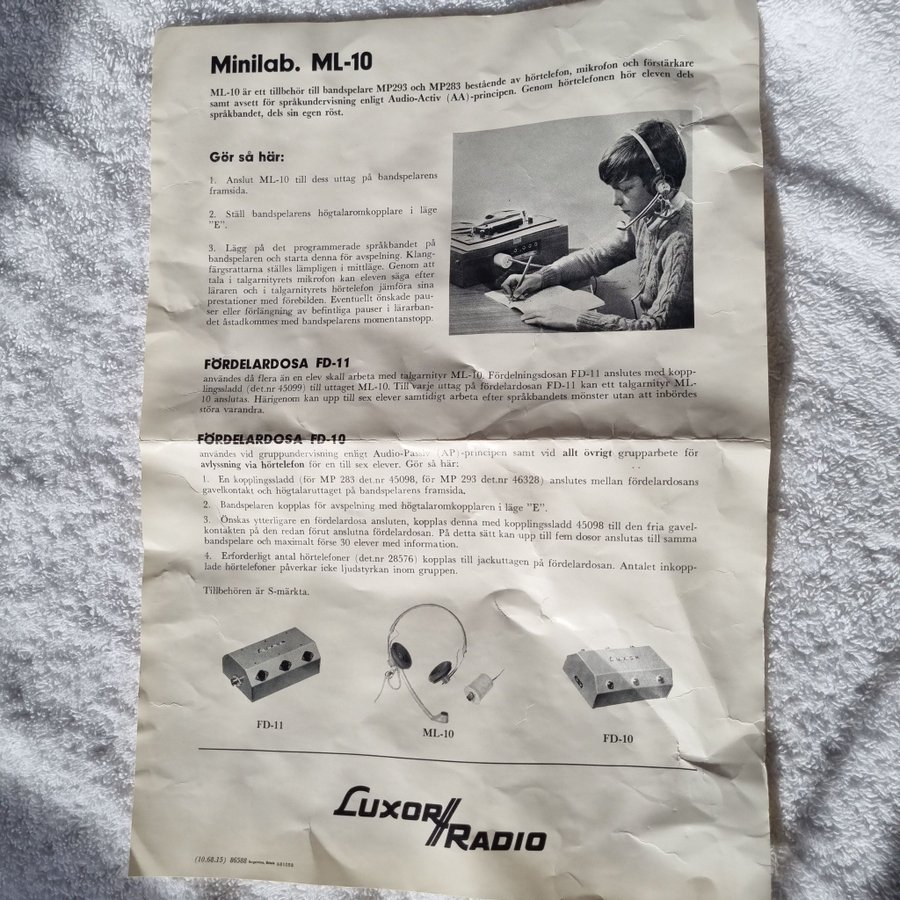 Minilab. ML-10
ML-10 är ett tillbehör till bandspelare MP293 och MP283 bestående av hörtelefon, mikrofon och förstärkare
samt avsett för språkundervisning enligt Audio-Activ (AA)-principen. Genom hörtelefonen hör eleven dels
språkbandet, dels sin egen röst.
Gör så här:
1. Anslut ML-10 till dess uttag på bandspelarens
framsida.
2. Ställ bandspelarens högtalaromkopplare i läge
"E".
3. Lägg på det programmerade språkbandet på
bandspelaren och starta denna för avspelning. Klang-
färgsrattarna ställes lämpligen i mittläge. Genom att
tala i talgarnityrets mikrofon kan eleven säga efter
läraren och i talgarnityrets hörtelefon jämföra sina
prestationer med förebilden. Eventuellt önskade pau-
ser eller förlängning av befintliga pauser i lärarban-
det åstadkommes med bandspelarens momentanstopp.
FÖRDELARDOSA FD-11
användes då flera än en elev skall arbeta med talgarnityr ML-10. Fördelningsdosan FD-11 anslutes med kopp-
lingssladd (det.nr 45099) till uttaget ML-10. Till varje uttag på fördelardosan FD-11 kan ett talgarnityr ML-
10 anslutas. Härigenom kan upp till sex elever samtidigt arbeta efter språkbandets mönster utan att inbördes
störa varandra.
FÖRDELARDOSA FD-10
användes vid gruppundervisning enligt Audio-Passiv (AP)-principen samt vid allt övrigt grupparbete för
avlyssning via hörtelefon för en till sex elever. Gör så här:
1. En kopplingssladd (för MP 283 det.nr 45098, för MP 293 det.nr 46328) anslutes mellan fördelardosans
gavelkontakt och högtalaruttaget på bandspelarens framsida.
2. Bandspelaren kopplas för avspelning med högtalaromkopplaren i läge "E".
3. Önskas ytterligare en fördelardosa ansluten, kopplas denna med kopplingssladd 45098 till den fria gavel-
kontakten på den redan förut anslutna fördelardosan. På detta sätt kan upp till fem dosor anslutas till samma
bandspelare och maximalt förse 30 elever med information.
4. Erforderligt antal hörtelefoner (det.nr 28576) kopplas till jackuttagen på fördelardosan. Antalet inkopp-
lade hörtelefoner påverkar icke ljudstyrkan inom gruppen.
Tillbehören är S-märkta.
LUXOR
LUXOR
FD-11
ML-10
FD-10
LUXOR RADIO
(10.68.15) 86588